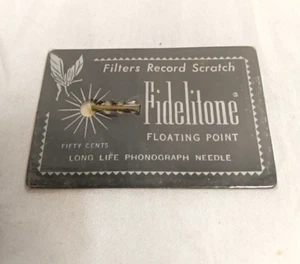 Filters Record Scratch
Fidelitone®
FLOATING POINT
FIFTY CENTS
LONG LIFE PHONOGRAPH NEEDLE